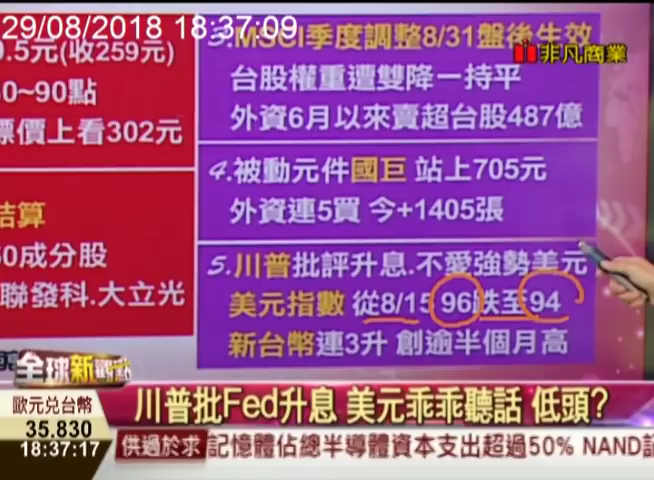 29/08/2018 18:37:09
非凡商業
.5元(收259元)
0~90點
標價上看302元
結算
50成分股
聯發科.大立光
3.MSCI季度調整8/31盤後生效
台股權重遭雙降一持平
外資6月以來賣超台股487億
4.被動元件國巨 站上705元
外資連5買 今+1405張
5.川普批評升息.不愛強勢美元
美元指數 從8/15 96跌至94
新台幣連3升 創逾半個月高
全球新觀點
川普批Fed升息 美元乖乖聽話 低頭?
歐元兌台幣
35.830
18:37:17
供過於求 記憶體佔總半導體資本支出超過50% NAND記